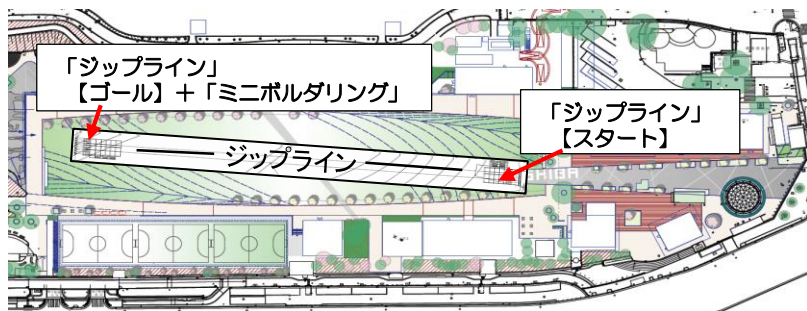 「ジップライン」
【ゴール】＋「ミニボルダリング」
「ジップライン」
【スタート】
ジップライン